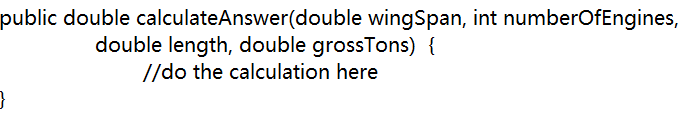 public double calculateAnswer(double wingSpan, int numberOfEngines,
double length, double grossTons) {
//do the calculation here
}